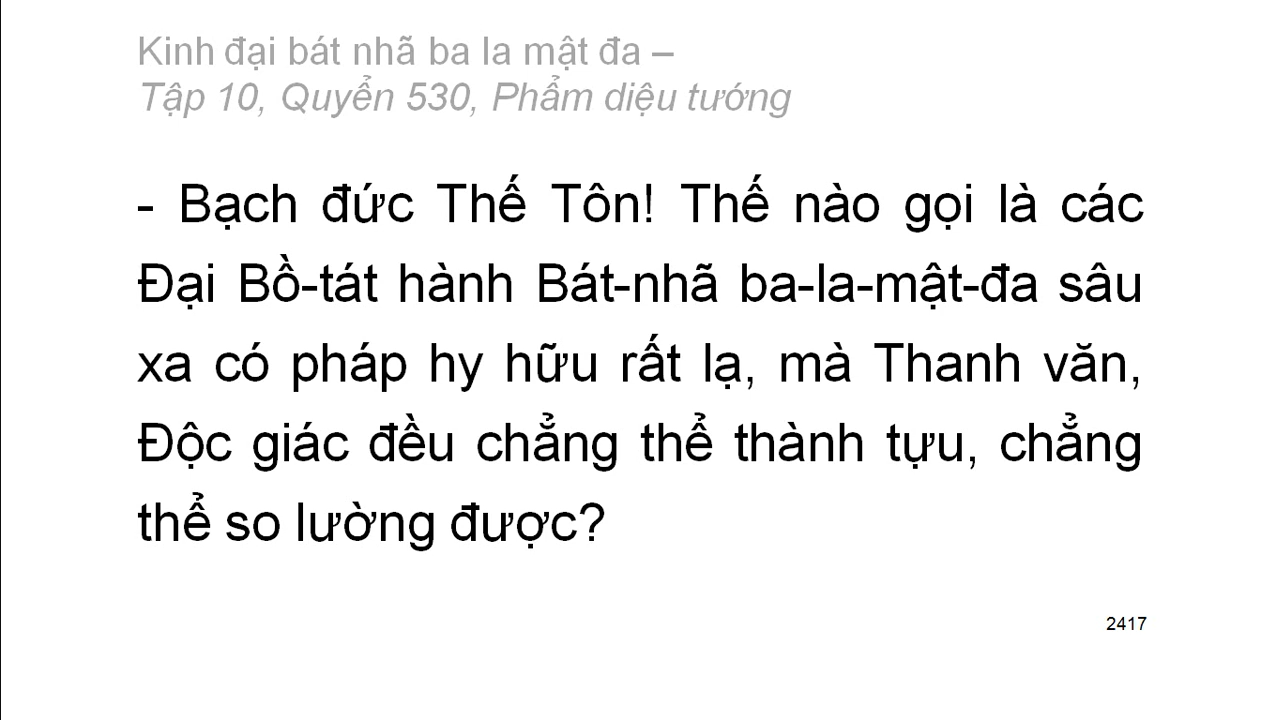 Kinh đại bát nhã ba la mật đa –
Tập 10, Quyển 530, Phẩm diệu tướng
- Bạch đức Thế Tôn! Thế nào gọi là các
Đại Bồ-tát hành Bát-nhã ba-la-mật-đa sâu
xa có pháp hy hữu rất lạ, mà Thanh văn,
Độc giác đều chẳng thể thành tựu, chẳng
thể so lường được?
2417